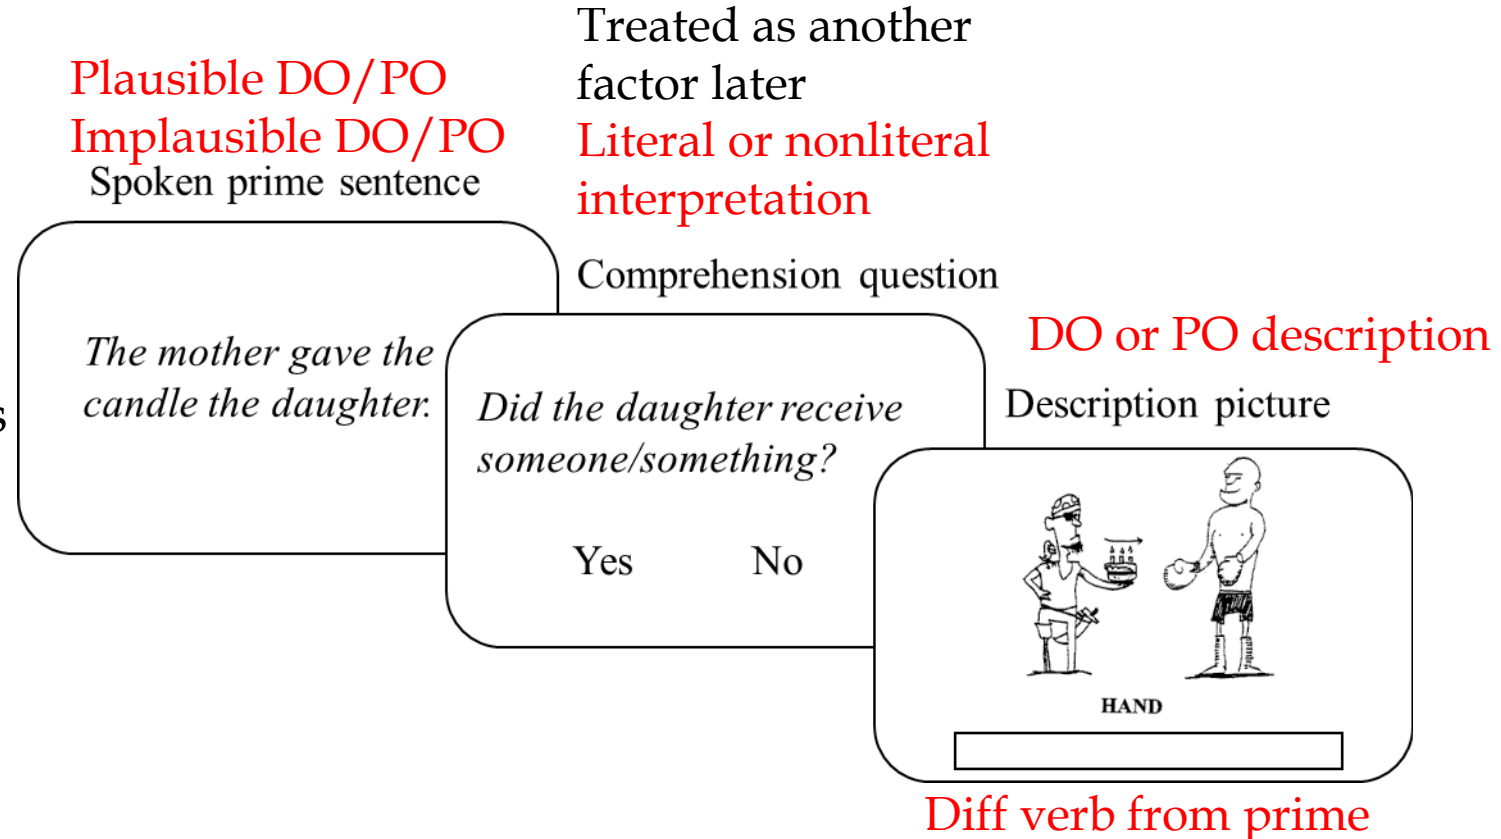 Plausible DO/PO
Implausible DO/PO
Spoken prime sentence
The mother gave the
candle the daughter.
s
Treated as another
factor later
Literal or nonliteral
interpretation
Comprehension question
Did the daughter receive
someone/something?
Yes No
DO or PO description
Description picture
HAND
Diff verb from prime